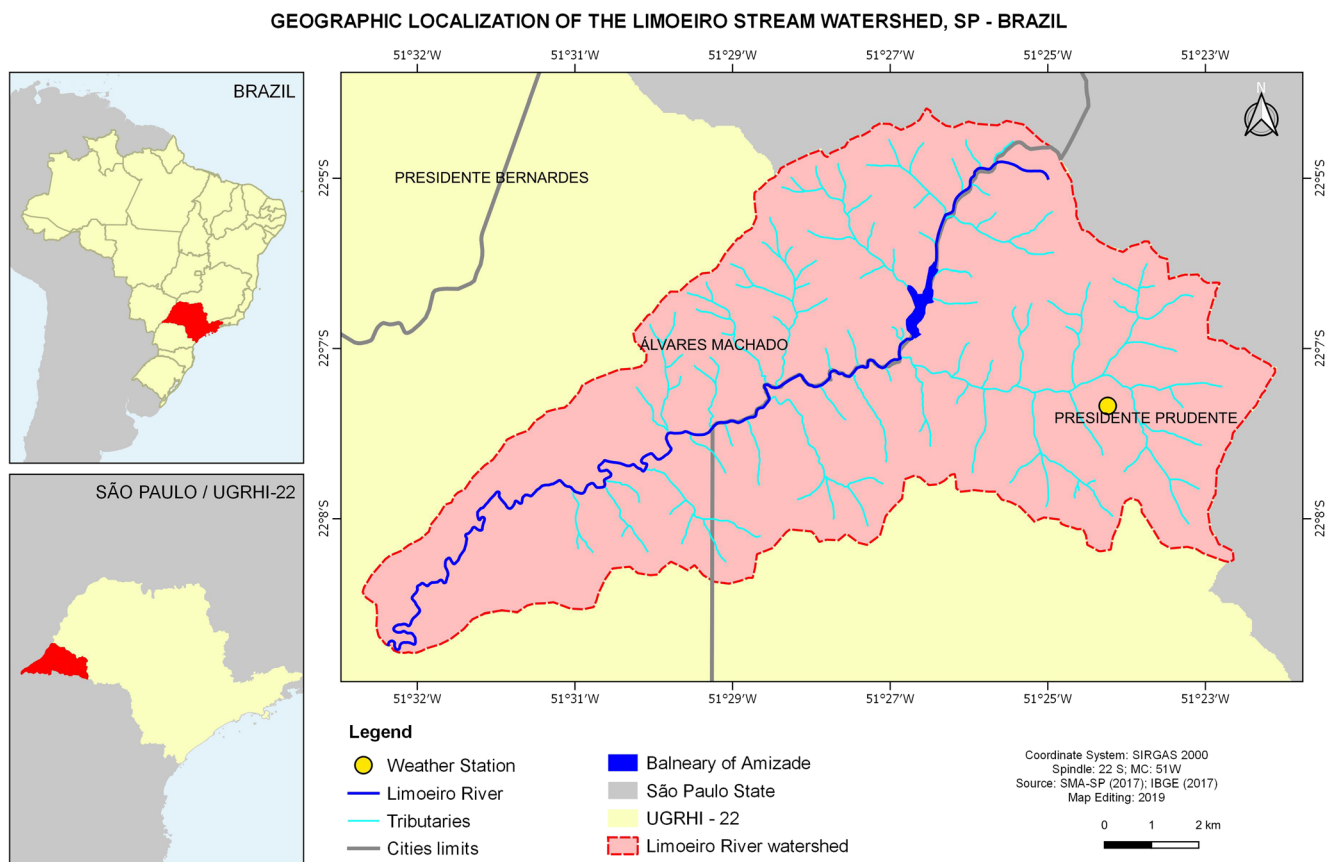 GEOGRAPHIC LOCALIZATION OF THE LIMOEIRO STREAM WATERSHED, SP - BRAZIL
BRAZIL
SÃO PAULO / UGRHI-22
51°32'W 51°31'W 51°29'W 51°27'W 51°25'W 51°23'W
N
22°5'S 22°5'S
PRESIDENTE BERNARDES
22°7'S 22°7'S
ÁLVARES MACHADO
PRESIDENTE PRUDENTE
22°8'S 22°8'S
51°32'W 51°31'W 51°29'W 51°27'W 51°25'W 51°23'W
Legend
Weather Station
Limoeiro River
Tributaries
Cities limits
Balneary of Amizade
São Paulo State
UGRHI - 22
Limoeiro River watershed
Coordinate System: SIRGAS 2000
Spindle: 22 S; MC: 51W
Source: SMA-SP (2017); IBGE (2017)
Map Editing: 2019
0 1 2 km